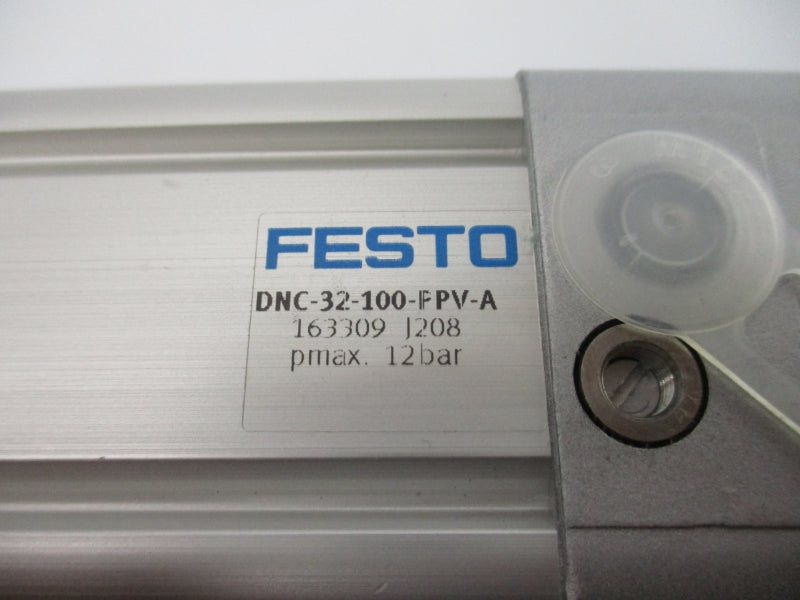 FESTO
DNC-32-100-PPV-A
163309 J208
pmax. 12bar